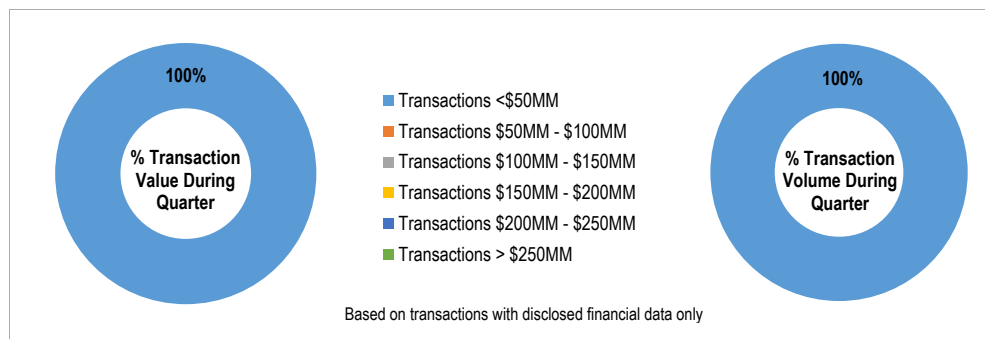 100%
% Transaction
Value During
Quarter
Transactions <$50MM
Transactions $50MM - $100MM
Transactions $100MM - $150MM
Transactions $150MM - $200MM
Transactions $200MM - $250MM
Transactions > $250MM
100%
% Transaction
Volume During
Quarter
Based on transactions with disclosed financial data only